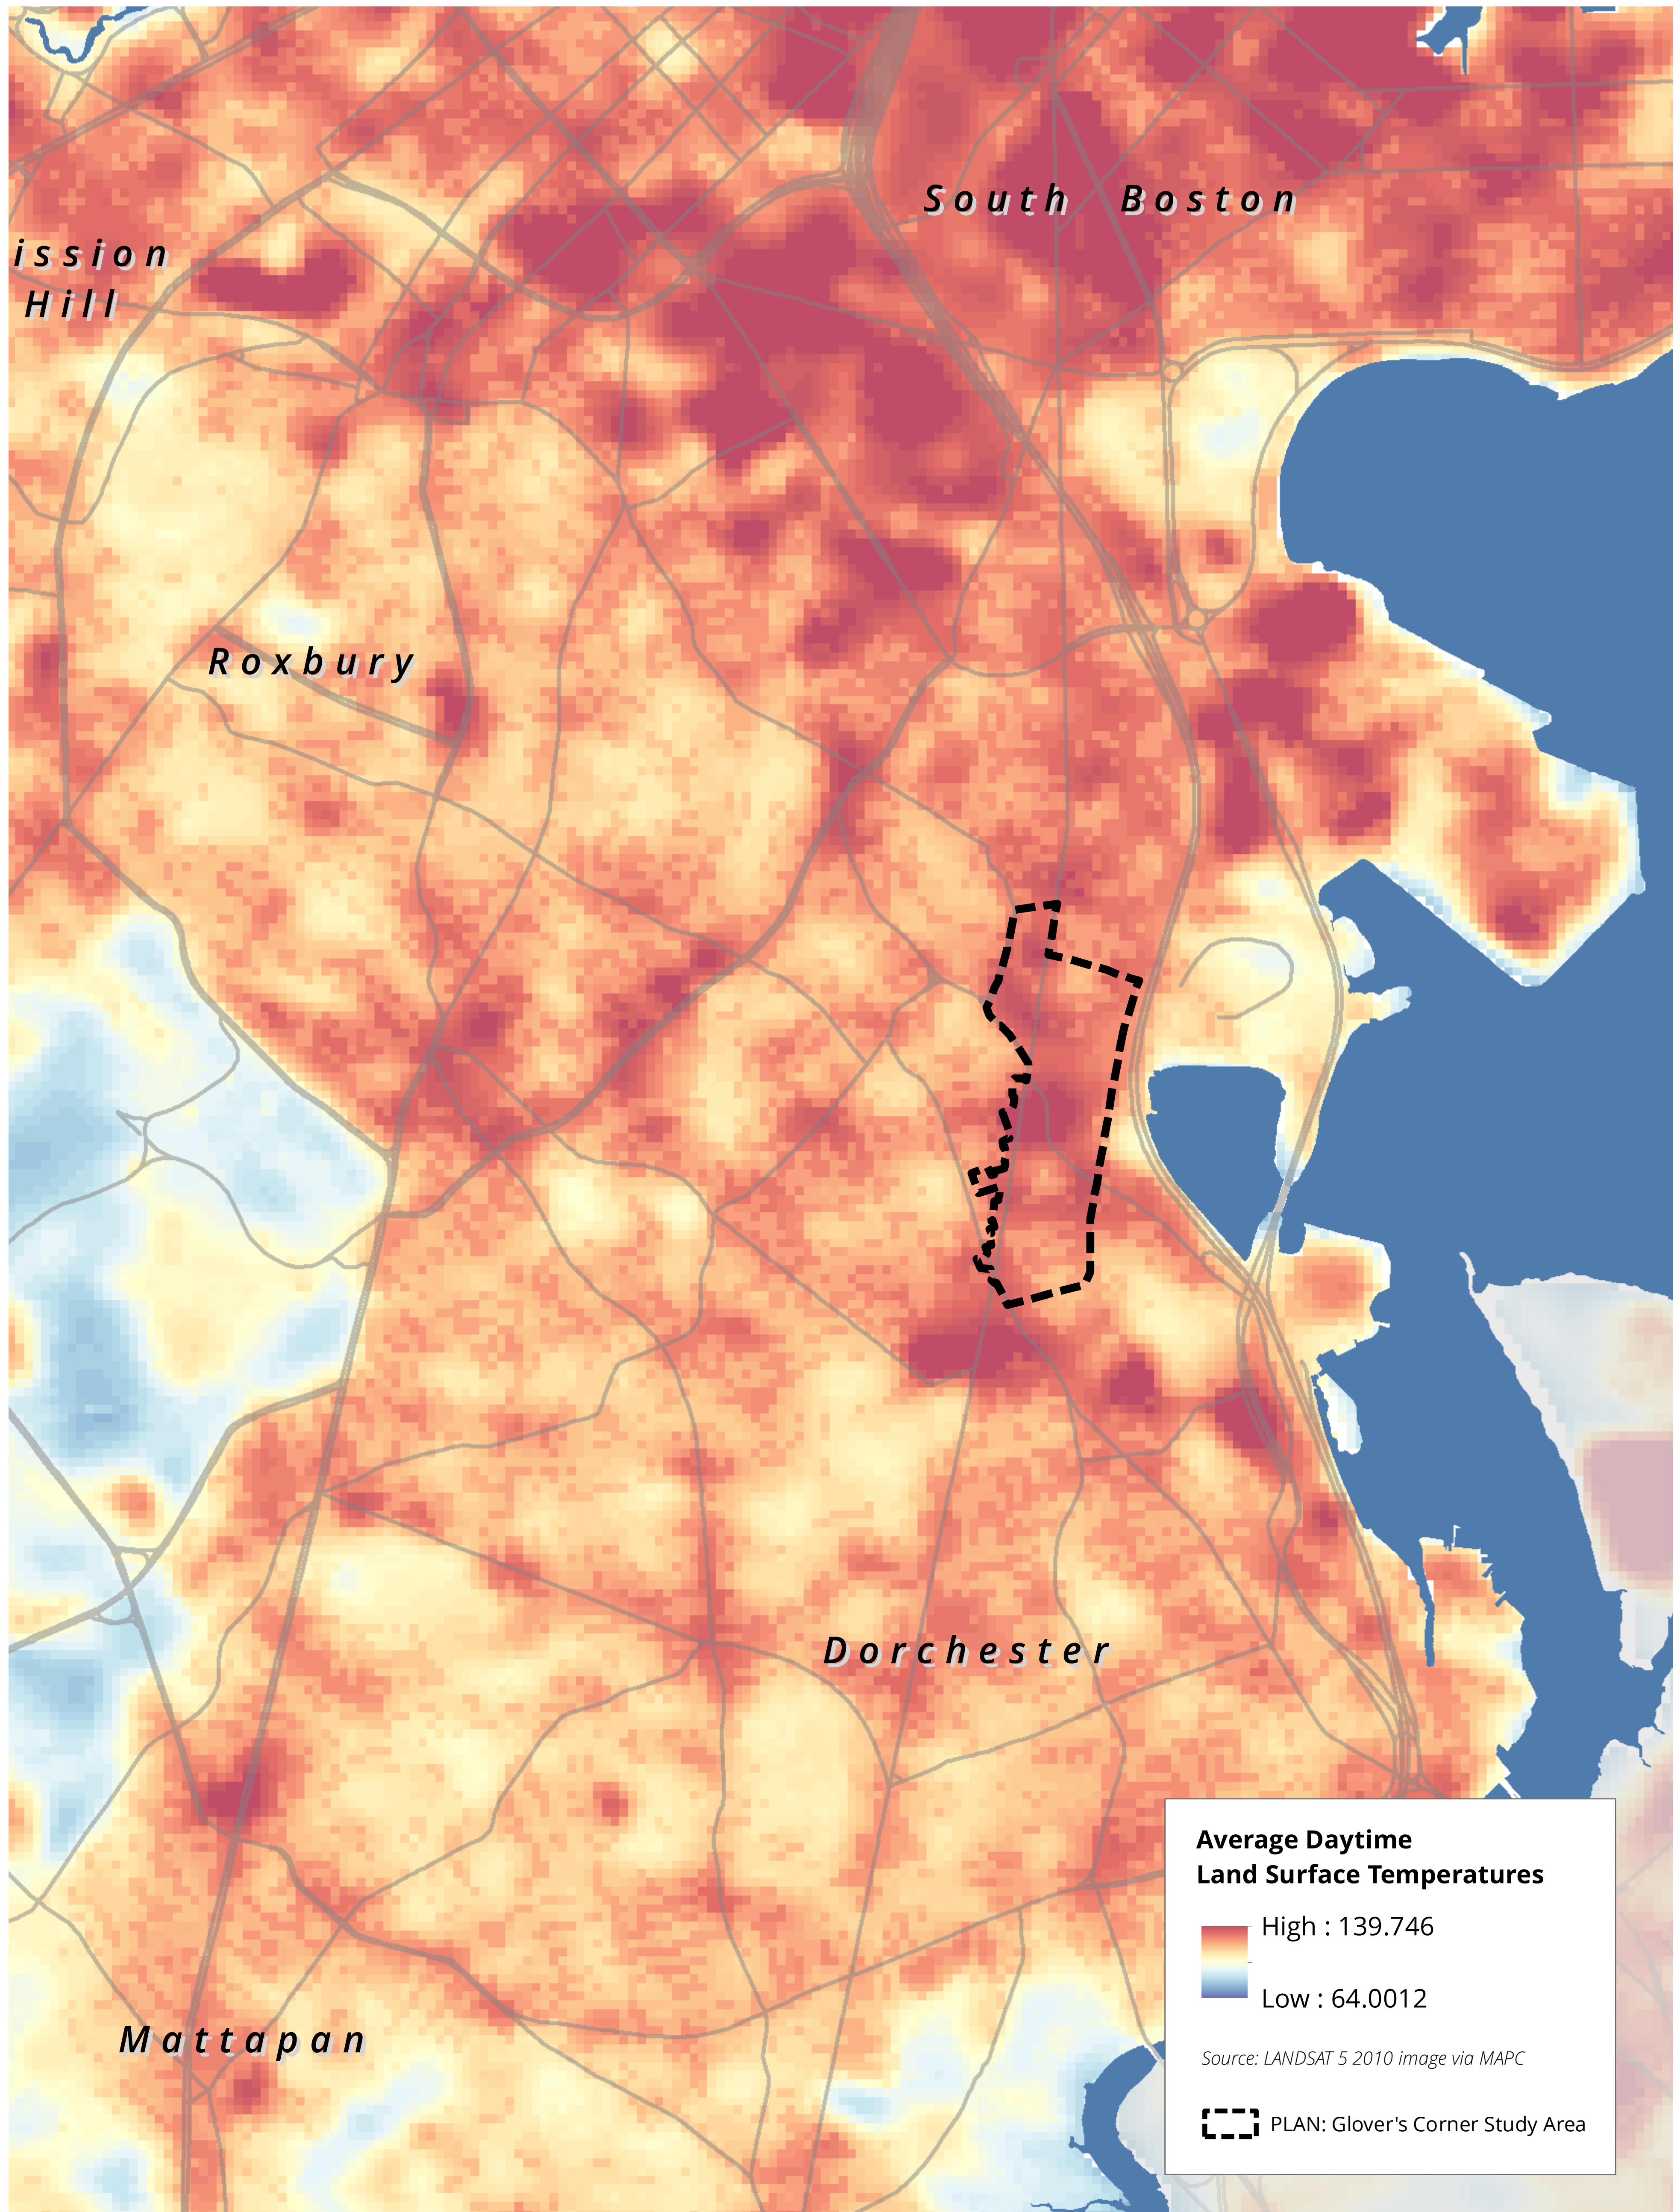 South Boston
ission
Hill
Roxbury
Dorchester
Mattapan
Average Daytime
Land Surface Temperatures
High : 139.746
Low : 64.0012
Source: LANDSAT 5 2010 image via MAPC
PLAN: Glover's Corner Study Area